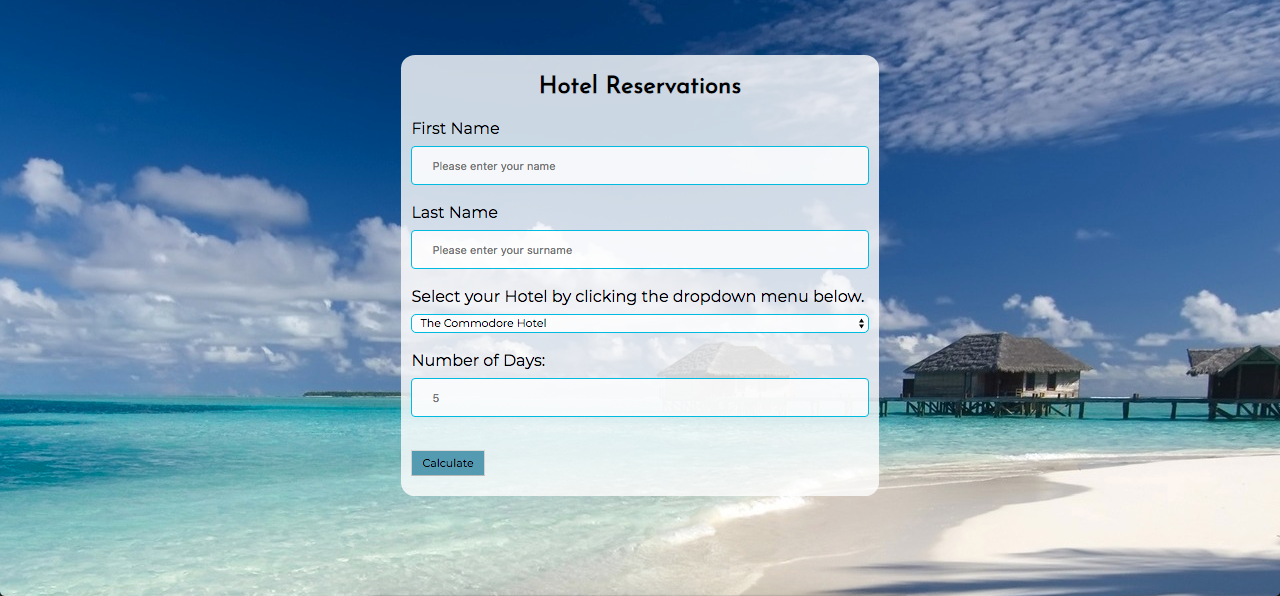 Hotel Reservations
First Name
Please enter your name
Last Name
Please enter your surname
Select your Hotel by clicking the dropdown menu below.
The Commodore Hotel
Number of Days:
5
Calculate